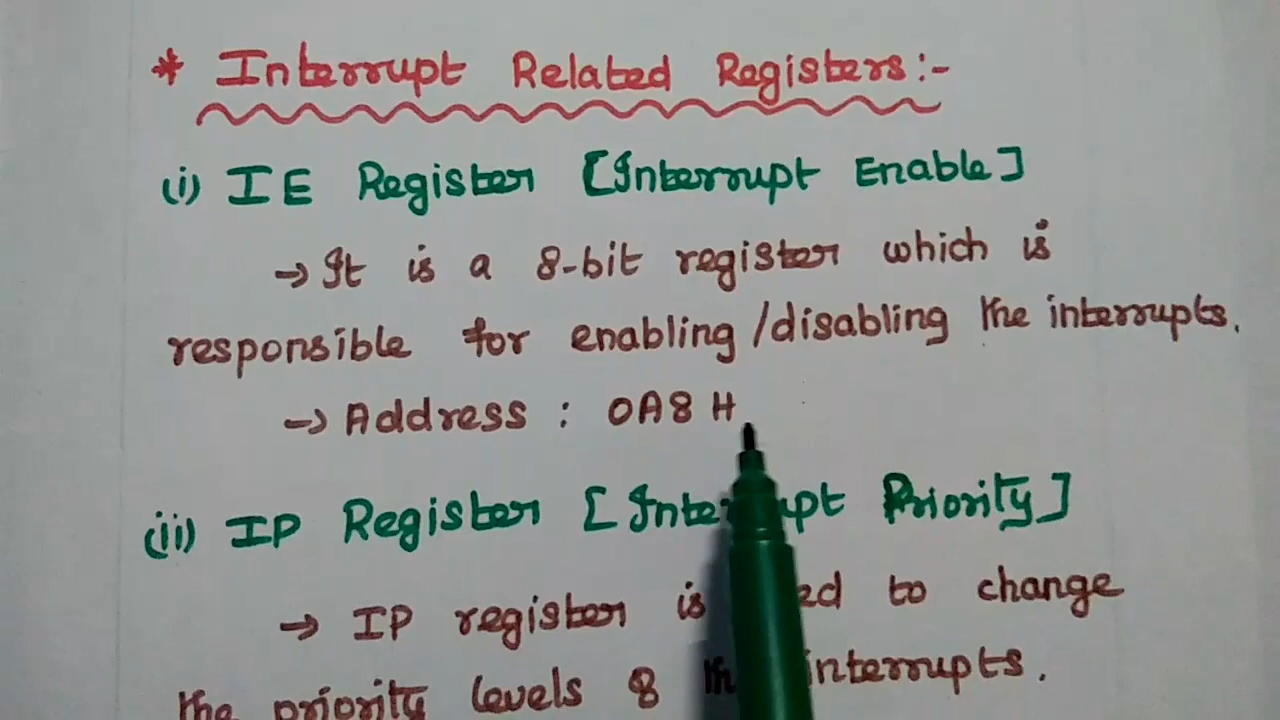 * Interrupt Related Registers:-
(i) IE Register [Interrupt Enable]
→ It is a 8-bit register which is
responsible for enabling/disabling the interrupts.
→ Address : 0A8 H
(ii) IP Register [Interrupt Priority]
→ IP register is to change
the priority levels interrupts.